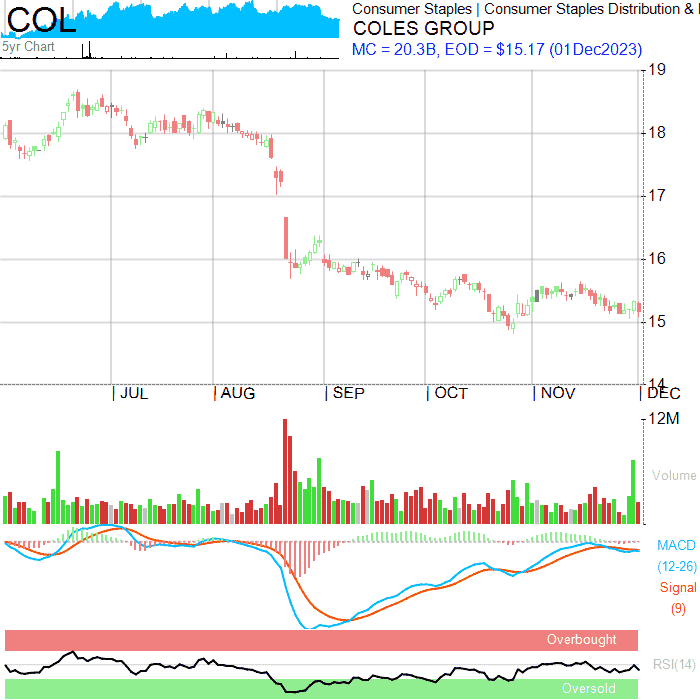 COL
Consumer Staples | Consumer Staples Distribution &
COLES GROUP
5yr Chart
MC = 20.3B, EOD = $15.17 (01Dec2023)
19
18
17
16
15
14
JUL
AUG
SEP
OCT
NOV
DEC
12M
Volume
MACD
(12-26)
Signal
(9)
Overbought
RSI(14)
Oversold